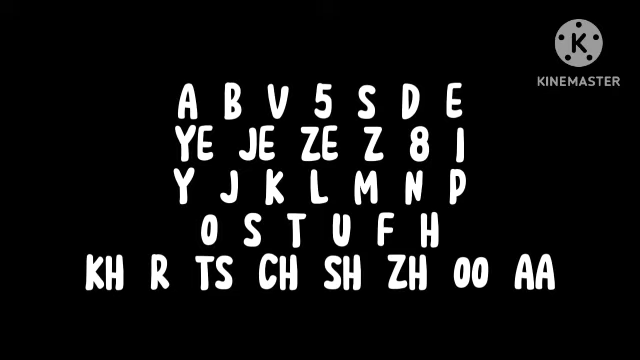 KINEMASTER
A B V 5 S D E
YE JE ZE Z 8 I
Y J K L M N P
O S T U F H
KH R TS CH SH ZH OO AA